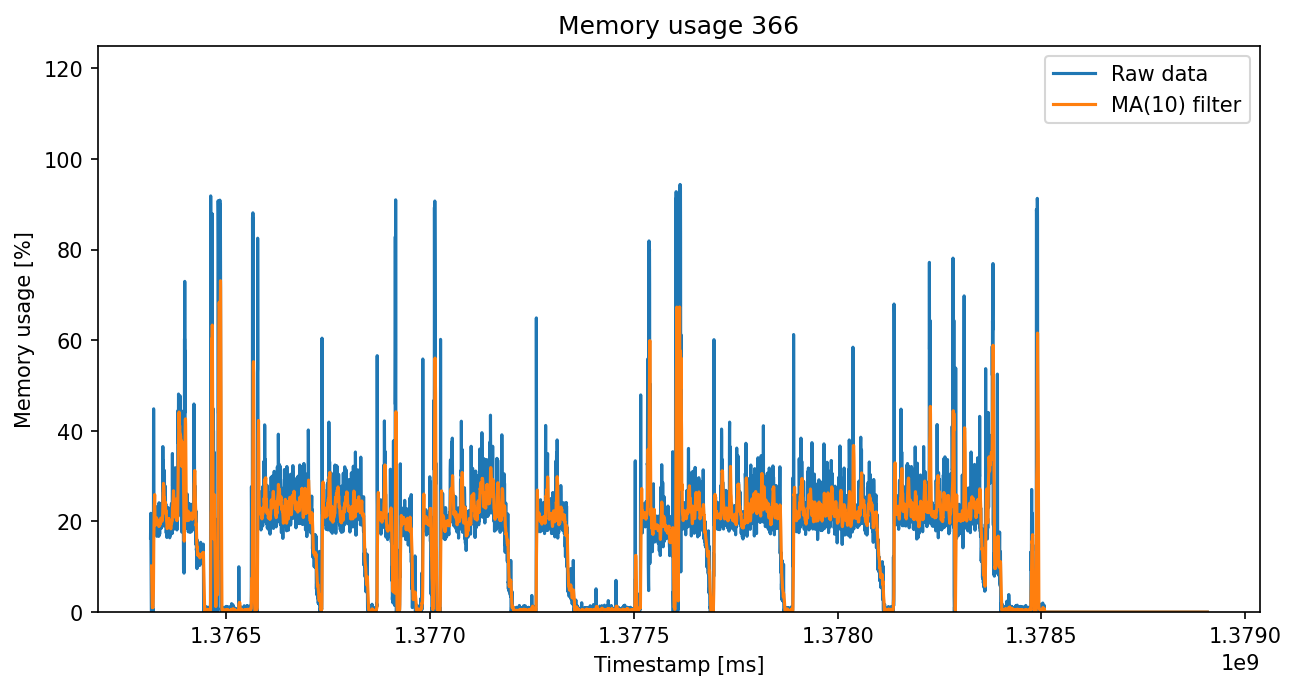 Memory usage 366
Raw data
MA(10) filter
Memory usage [%]
120
100
80
60
40
20
0
1.3765 1.3770 1.3775 1.3780 1.3785 1.3790
1e9
Timestamp [ms]